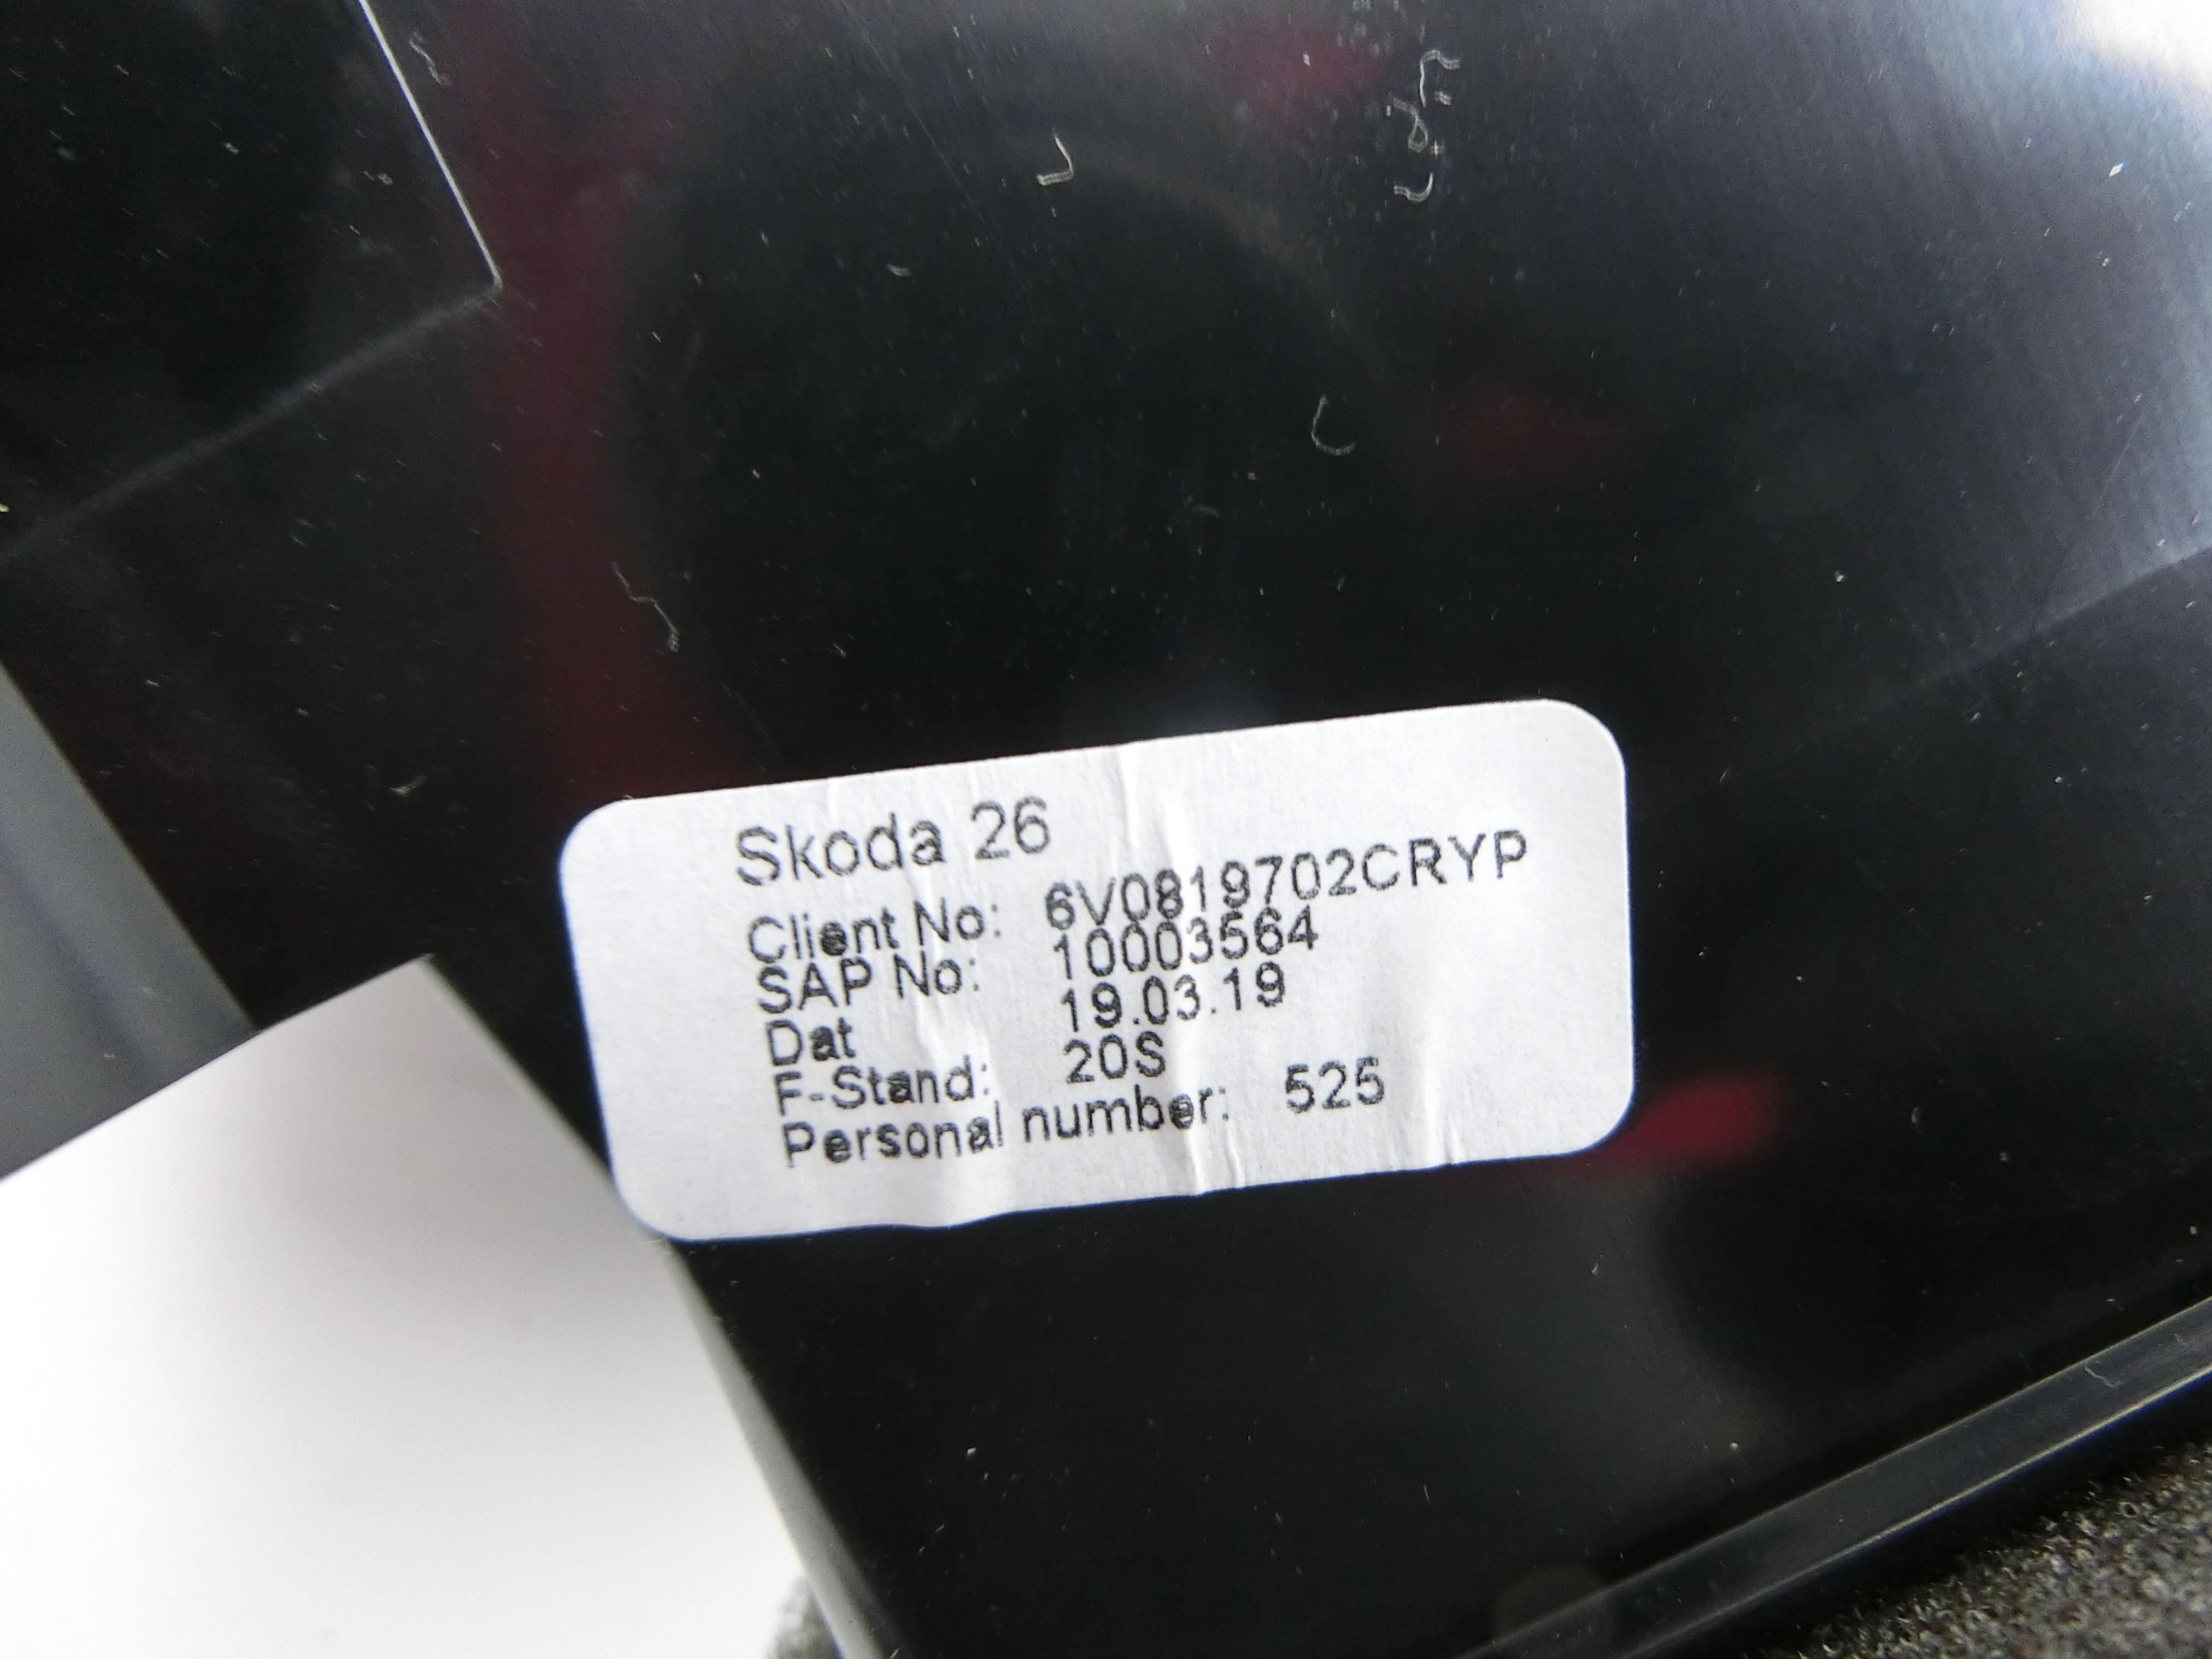 Skoda 26
Client No: 6V0819702CRYP
SAP No: 10003564
Dat 19.03.19
F-Stand: 20S
Personal number: 525